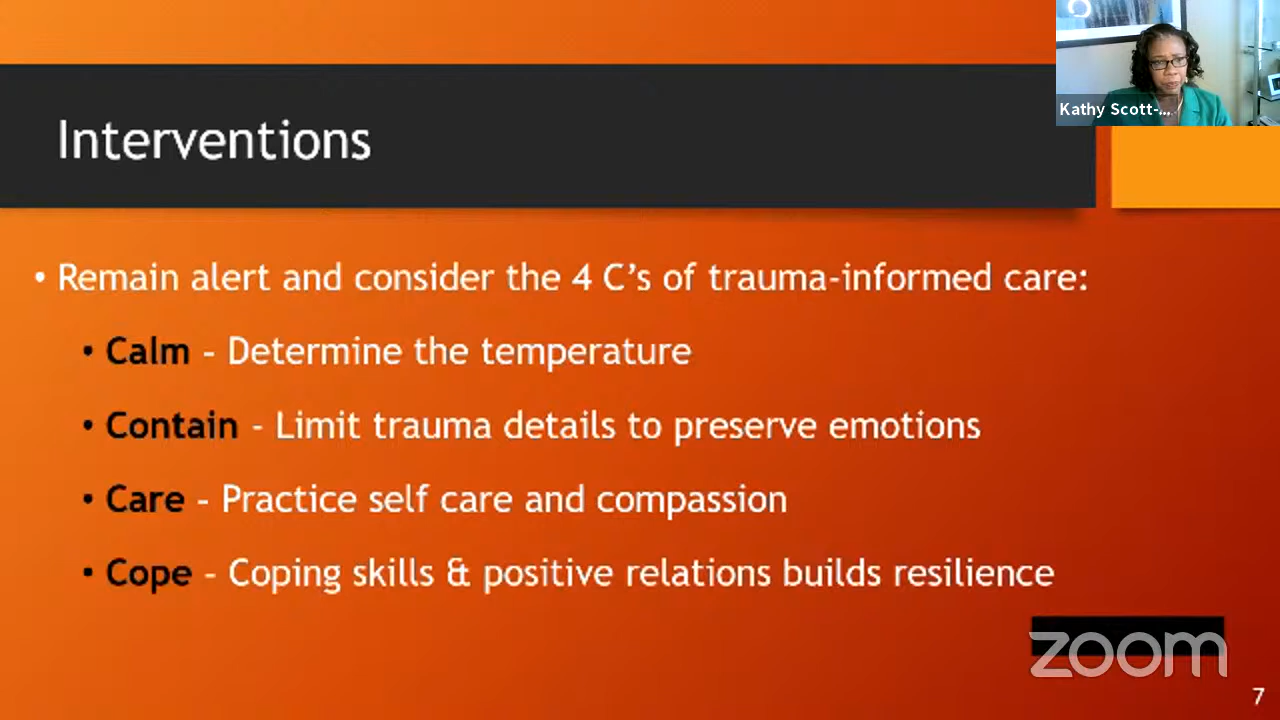 Kathy Scott-...
Interventions
• Remain alert and consider the 4 C’s of trauma-informed care:
• Calm – Determine the temperature
• Contain – Limit trauma details to preserve emotions
• Care – Practice self care and compassion
• Cope – Coping skills & positive relations builds resilience
zoom
7